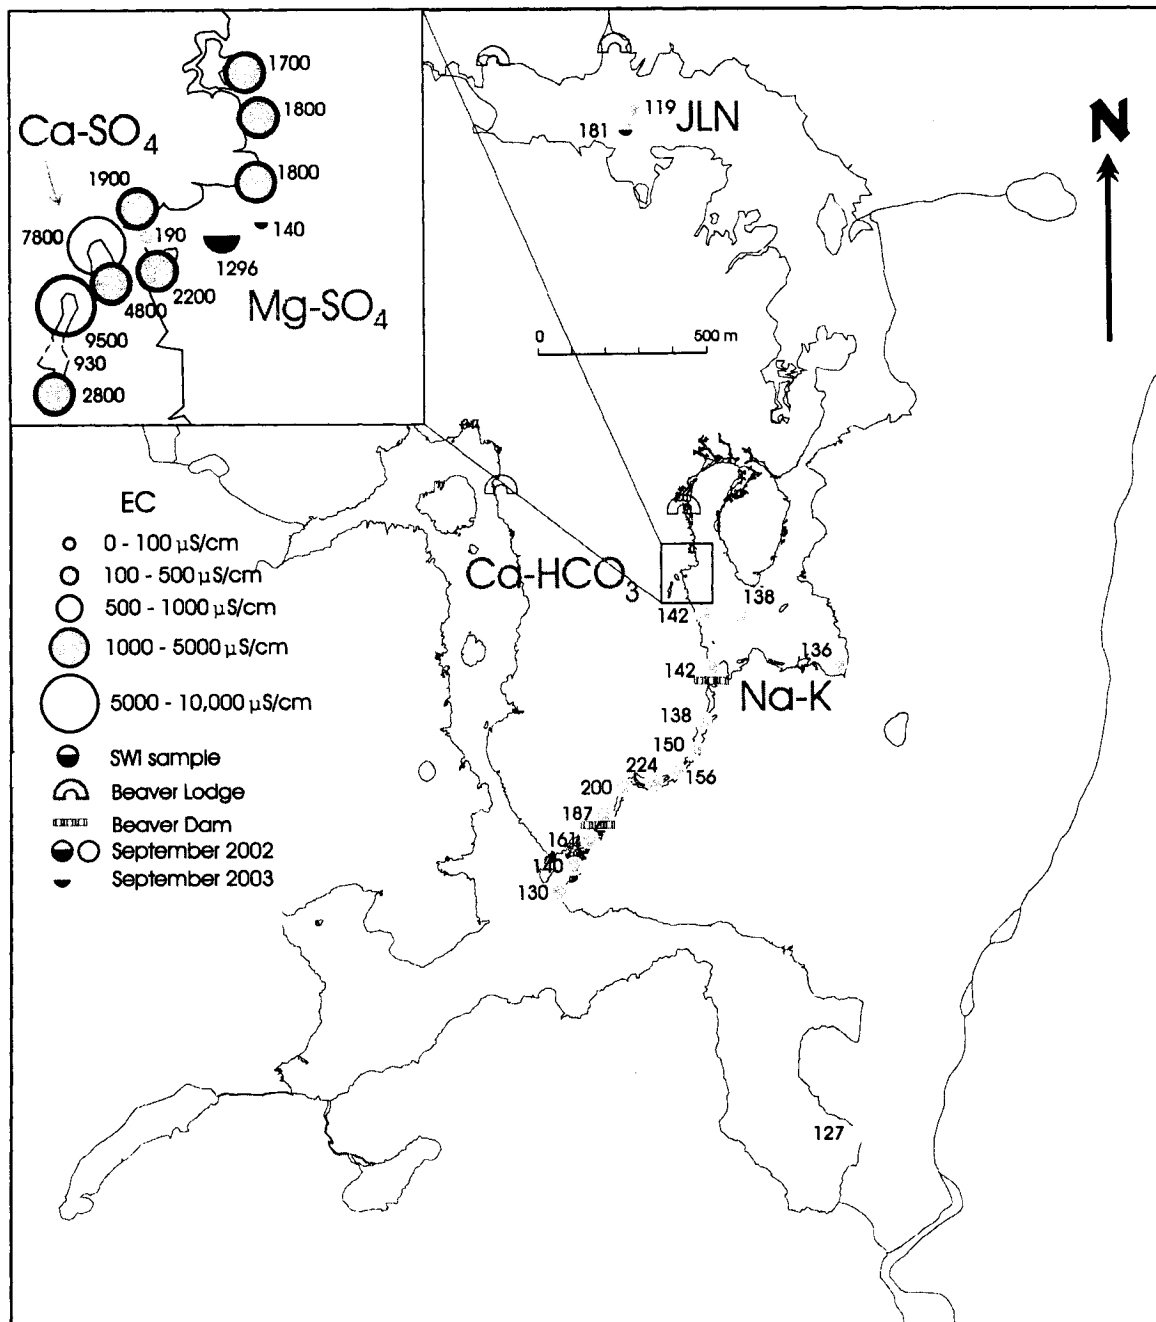 1700
1800
Ca-SO4
1800
1900
7800
190
140
1296
2200
4800
Mg-SO4
9500
930
2800
119
JLN
181
N
0 500 m
EC
0 - 100 µS/cm
100 - 500 µS/cm
500 - 1000 µS/cm
1000 - 5000 µS/cm
5000 - 10,000 µS/cm
SWI sample
Beaver Lodge
Beaver Dam
September 2002
September 2003
Ca-HCO3
138
142
136
142
Na-K
138
150
156
224
200
187
161
140
130
127